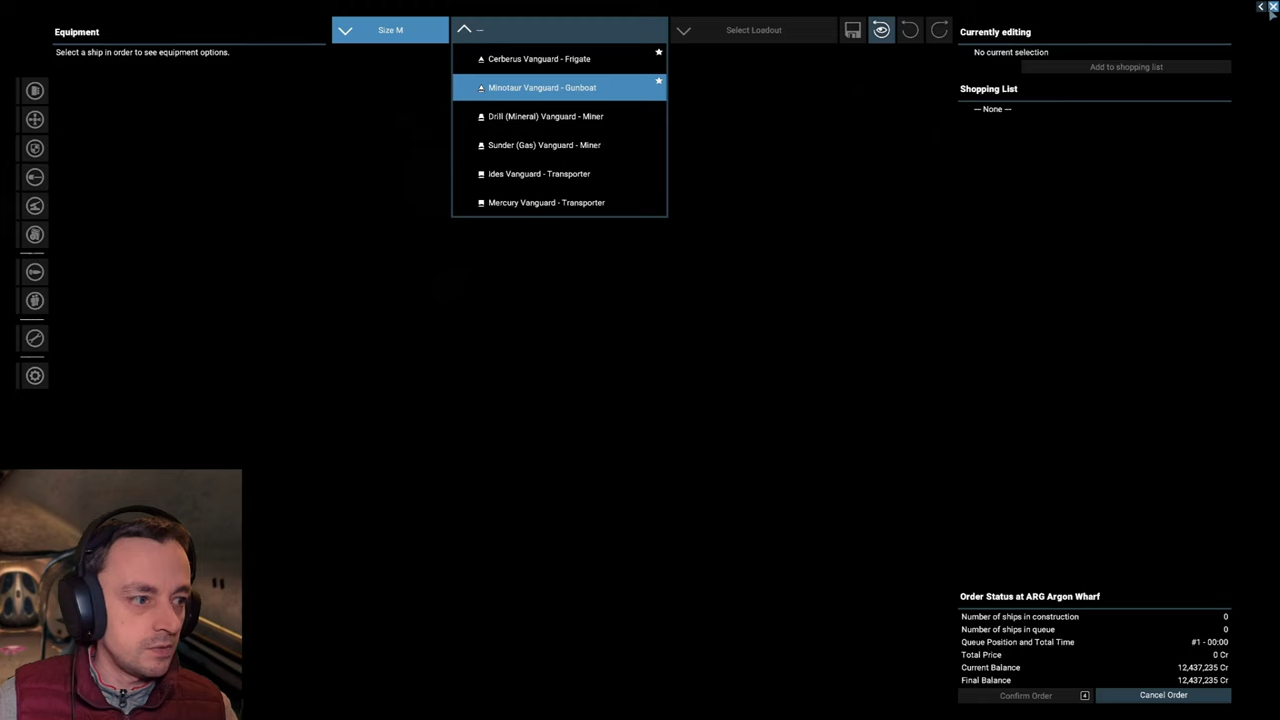 Equipment
Select a ship in order to see equipment options.
Size M
—
Cerberus Vanguard - Frigate
Minotaur Vanguard - Gunboat
Drill (Mineral) Vanguard - Miner
Sunder (Gas) Vanguard - Miner
Ides Vanguard - Transporter
Mercury Vanguard - Transporter
Select Loadout
Currently editing
No current selection
Add to shopping list
Shopping List
— None —
Order Status at ARG Argon Wharf
Number of ships in construction 0
Number of ships in queue 0
Queue Position and Total Time #1 - 00:00
Total Price 0 Cr
Current Balance 12,437,235 Cr
Final Balance 12,437,235 Cr
Confirm Order 4
Cancel Order